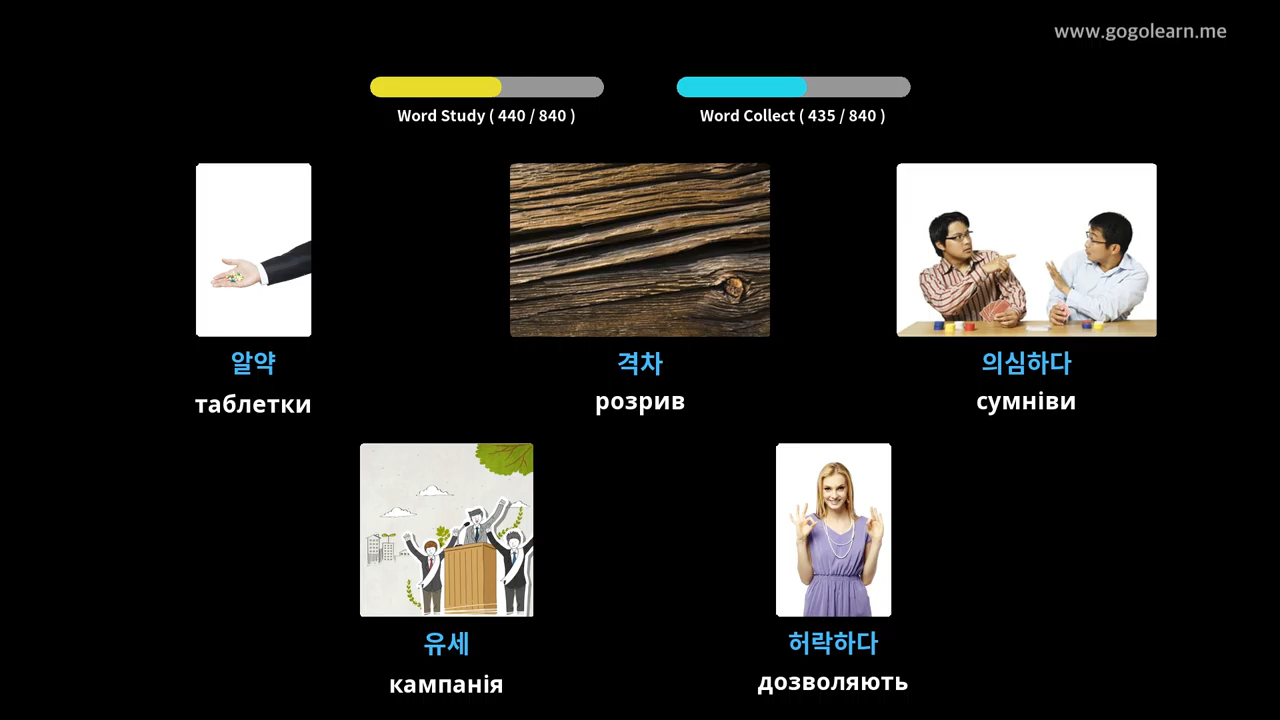 www.gogolearn.me
Word Study ( 440 / 840 )
Word Collect ( 435 / 840 )
알약
таблетки
격차
розрив
의심하다
сумніви
유세
кампанія
허락하다
дозволяють